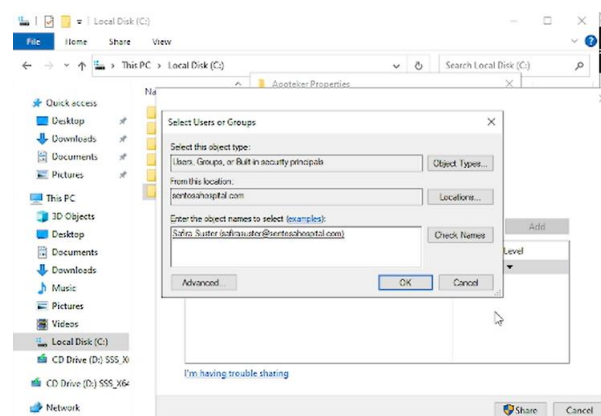 Local Disk (C:)
File Home Share View
This PC > Local Disk (C:)
Search Local Disk (C:)
Na
Apoteker Properties
Quick access
Desktop
Downloads
Documents
Pictures
This PC
3D Objects
Desktop
Documents
Downloads
Music
Pictures
Videos
Local Disk (C:)
CD Drive (D:) SSS_X6
CD Drive (D:) SSS_X64
Network
Select Users or Groups
Select this object type:
Users, Groups, or Built-in security principals
Object Types...
From this location:
sentosahospital.com
Locations...
Enter the object names to select (examples):
Safira Suster (safirasuster@sentosahospital.com)
Check Names
Advanced...
OK
Cancel
Add
Level
I'm having trouble sharing
Share
Cancel